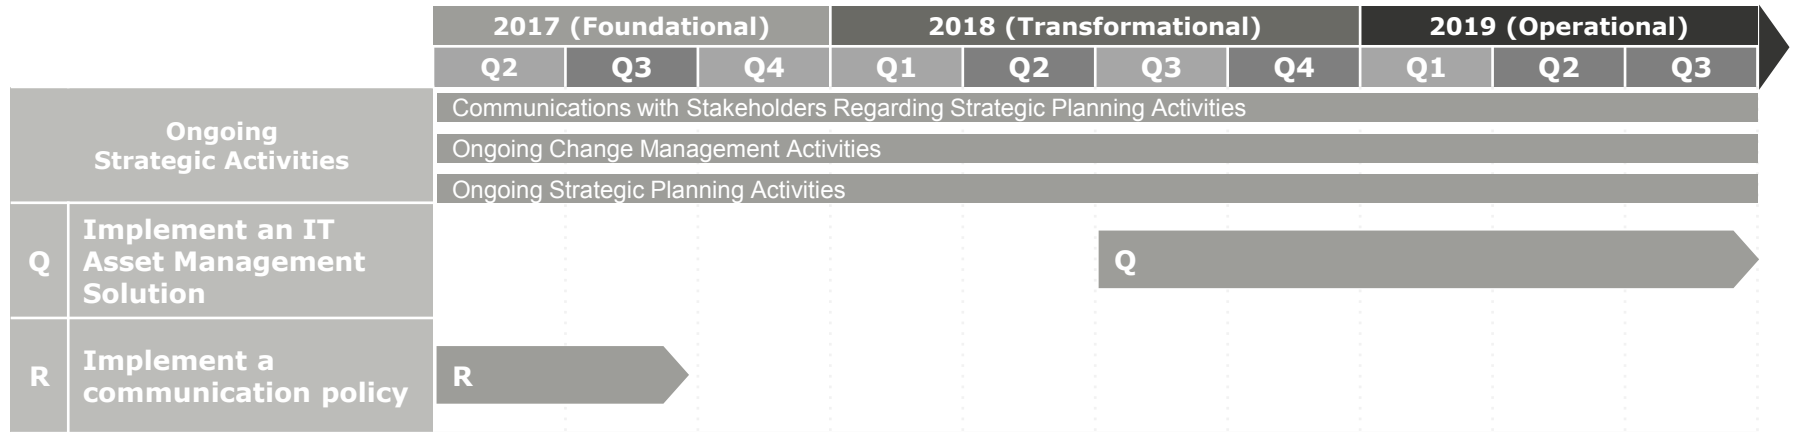 2017 (Foundational) 2018 (Transformational) 2019 (Operational)
Q2 Q3 Q4 Q1 Q2 Q3 Q4 Q1 Q2 Q3
Ongoing
Strategic Activities
Communications with Stakeholders Regarding Strategic Planning Activities
Ongoing Change Management Activities
Ongoing Strategic Planning Activities
Q
Implement an IT
Asset Management
Solution
Q
R
Implement a
communication policy
R